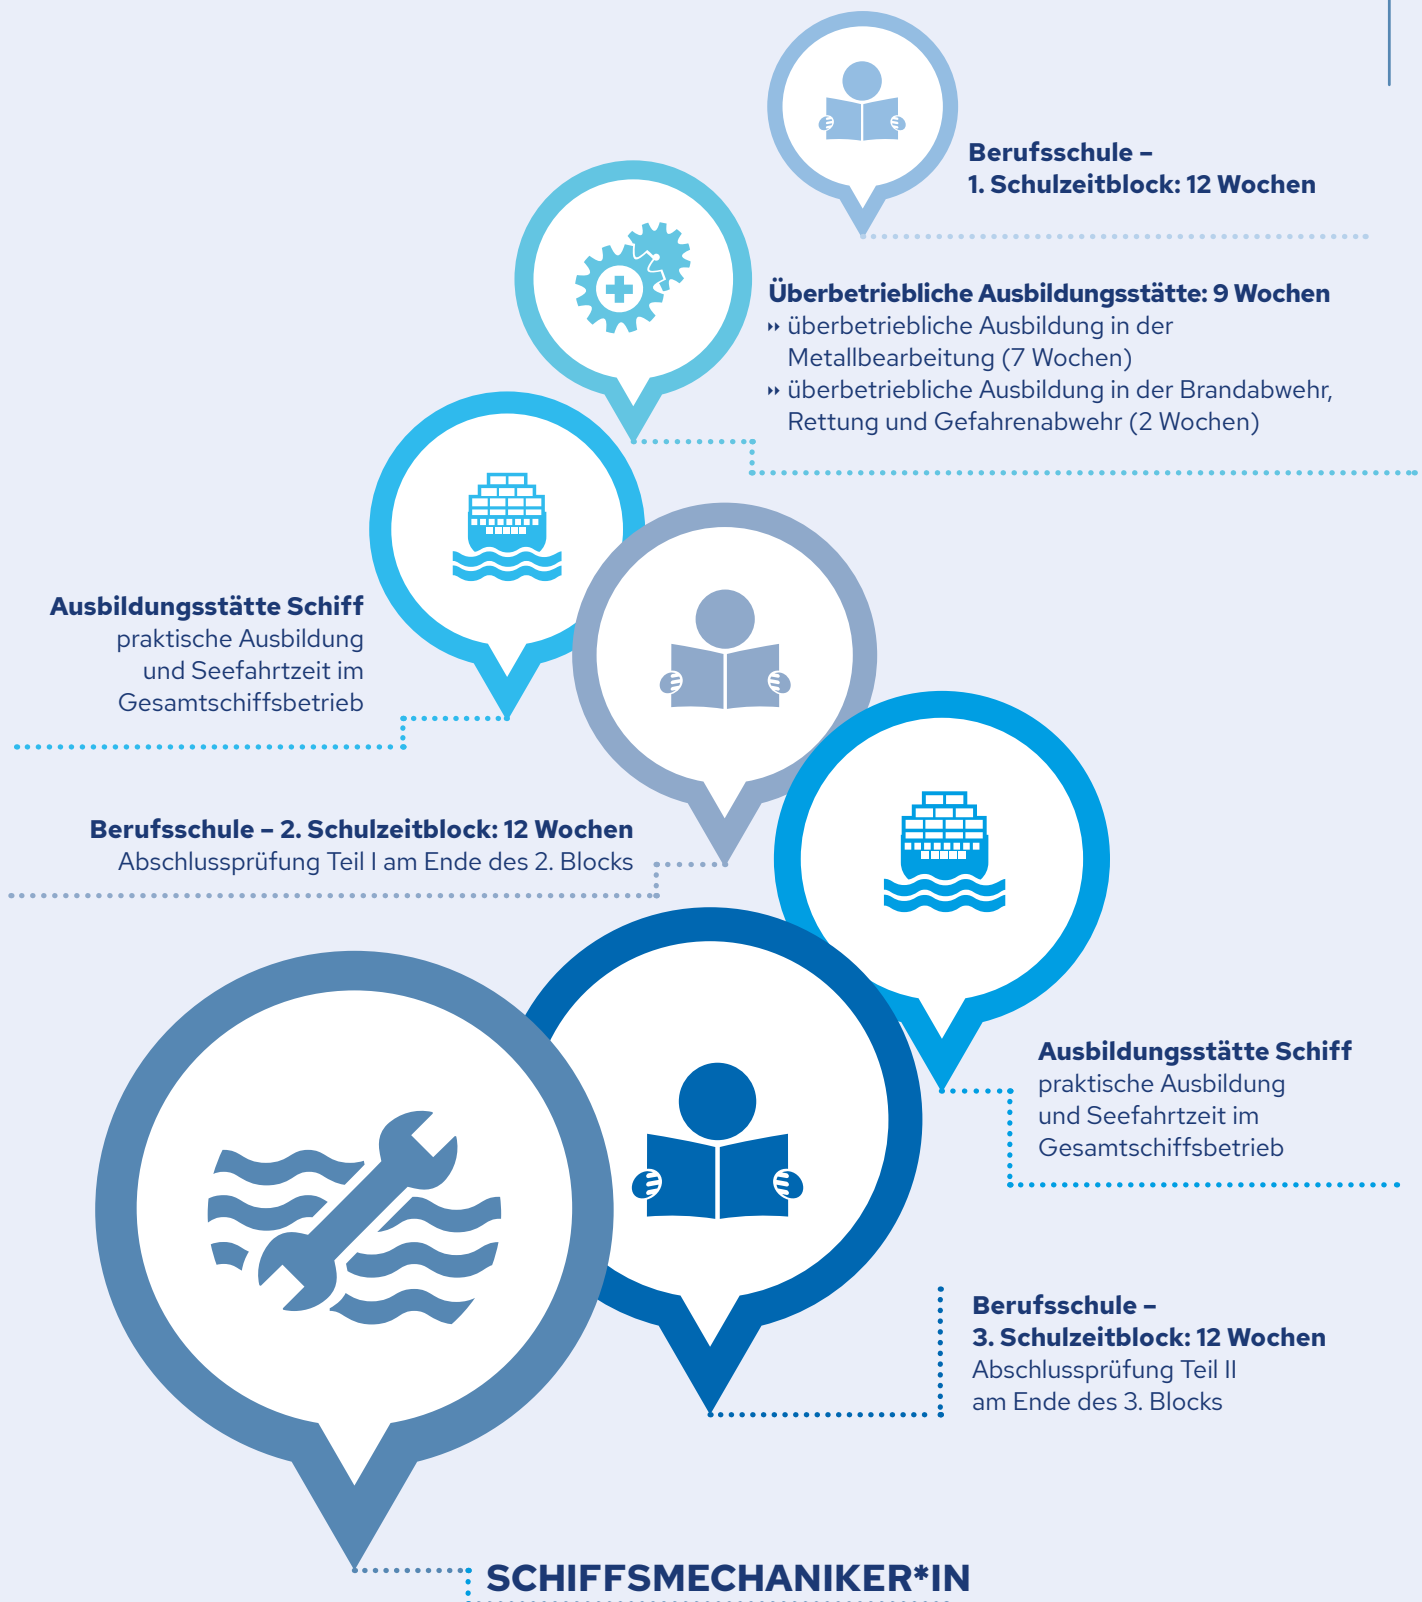 Berufsschule –
1. Schulzeitblock: 12 Wochen
Überbetriebliche Ausbildungsstätte: 9 Wochen
überbetriebliche Ausbildung in der
Metallbearbeitung (7 Wochen)
überbetriebliche Ausbildung in der Brandabwehr,
Rettung und Gefahrenabwehr (2 Wochen)
Ausbildungsstätte Schiff
praktische Ausbildung
und Seefahrtzeit im
Gesamtschiffsbetrieb
Berufsschule – 2. Schulzeitblock: 12 Wochen
Abschlussprüfung Teil I am Ende des 2. Blocks
Ausbildungsstätte Schiff
praktische Ausbildung
und Seefahrtzeit im
Gesamtschiffsbetrieb
Berufsschule –
3. Schulzeitblock: 12 Wochen
Abschlussprüfung Teil II
am Ende des 3. Blocks
SCHIFFSMECHANIKER*IN